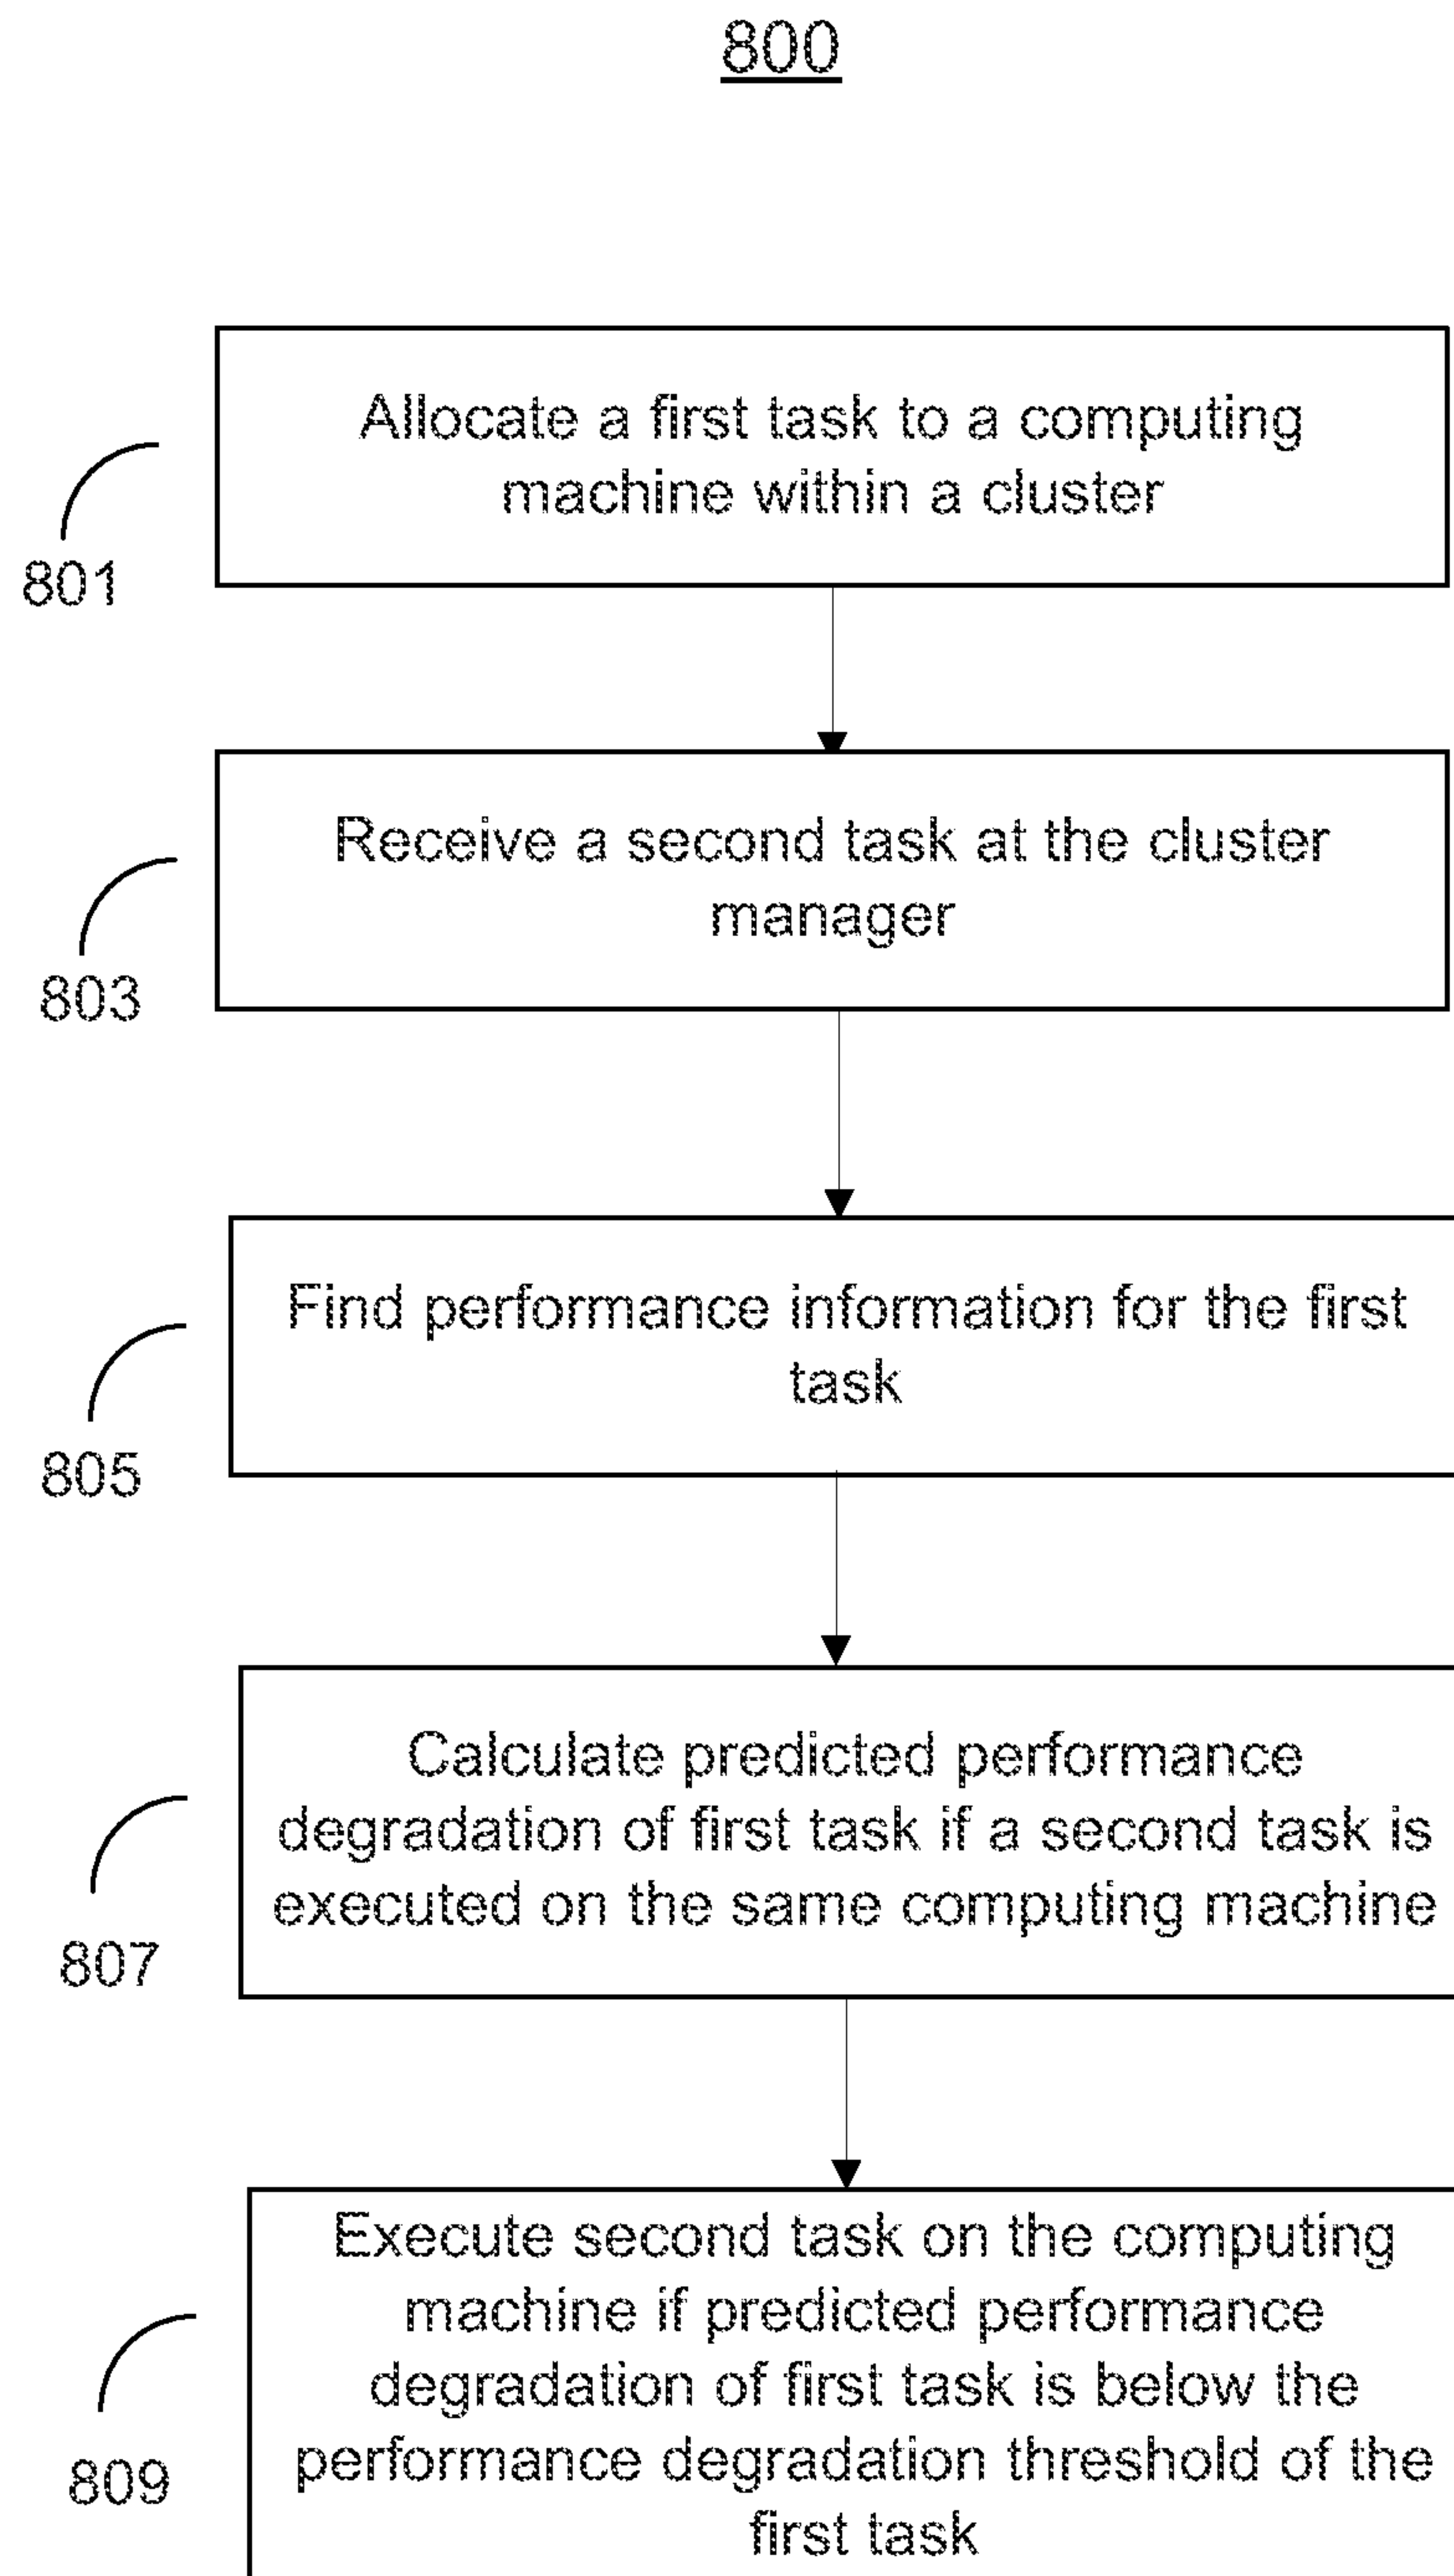 800
Allocate a first task to a computing
machine within a cluster
801
Receive a second task at the cluster
manager
803
Find performance information for the first
task
805
Calculate predicted performance
degradation of first task if a second task is
executed on the same computing machine
807
Execute second task on the computing
machine if predicted performance
degradation of first task is below the
performance degradation threshold of the
first task
809